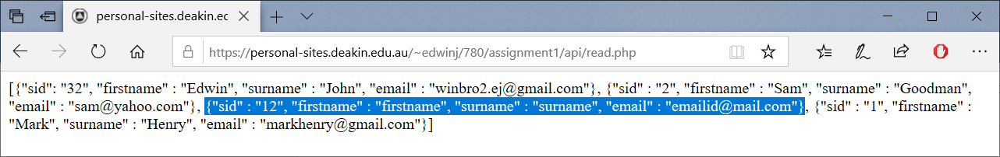 personal-sites.deakin.ec
https://personal-sites.deakin.edu.au/~edwinj/780/assignment1/api/read.php
[{"sid": "32", "firstname" : "Edwin", "surname" : "John", "email" : "winbro2.ej@gmail.com"}, {"sid" : "2", "firstname" : "Sam", "surname" : "Goodman",
"email" : "sam@yahoo.com"}, {"sid" : "12", "firstname" : "firstname", "surname" : "surname", "email" : "emailid@mail.com"}, {"sid" : "1", "firstname"
: "Mark", "surname" : "Henry", "email" : "markhenry@gmail.com"}]